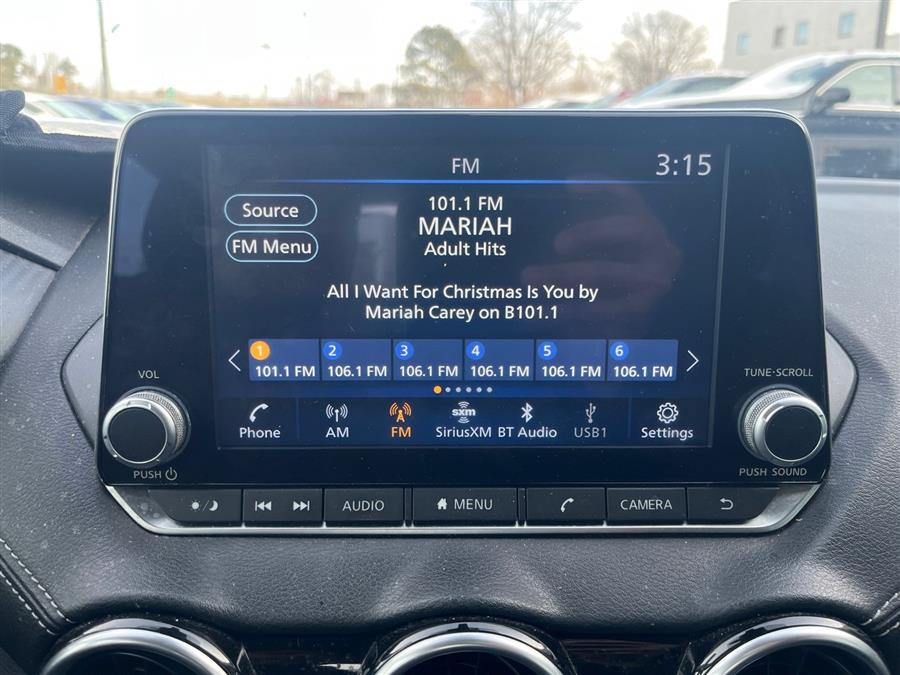 FM
3:15
Source
101.1 FM
MARIAH
FM Menu
Adult Hits
All I Want For Christmas Is You by
Mariah Carey on B101.1
1 2 3 4 5 6
101.1 FM 106.1 FM 106.1 FM 106.1 FM 106.1 FM 106.1 FM
VOL
TUNE·SCROLL
sxm
Phone AM FM SiriusXM BT Audio USB1 Settings
PUSH
PUSH SOUND
AUDIO MENU CAMERA